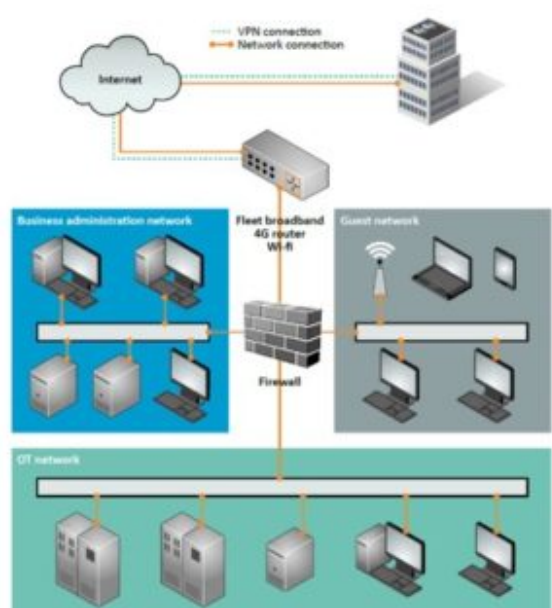 VPN connection
Network connection
Internet
Business administration network
Fleet broadband
4G router
Wi-fi
Guest network
Firewall
OT network